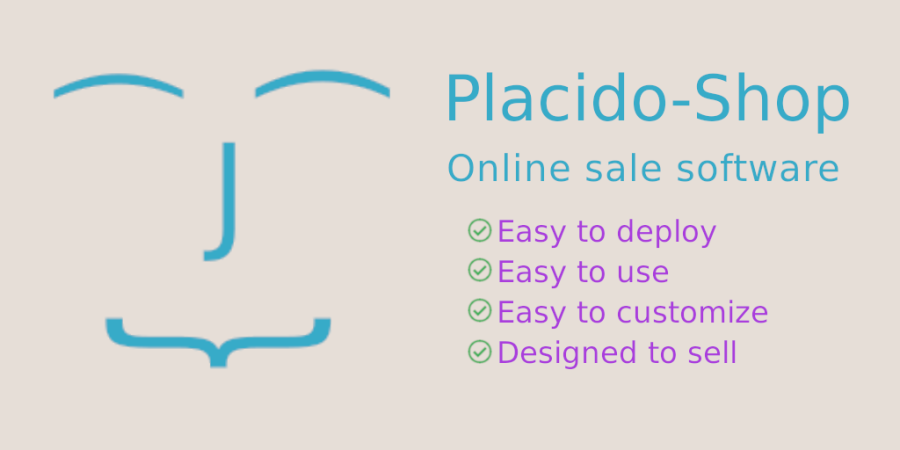 Placido-Shop
Online sale software
Easy to deploy
Easy to use
Easy to customize
Designed to sell